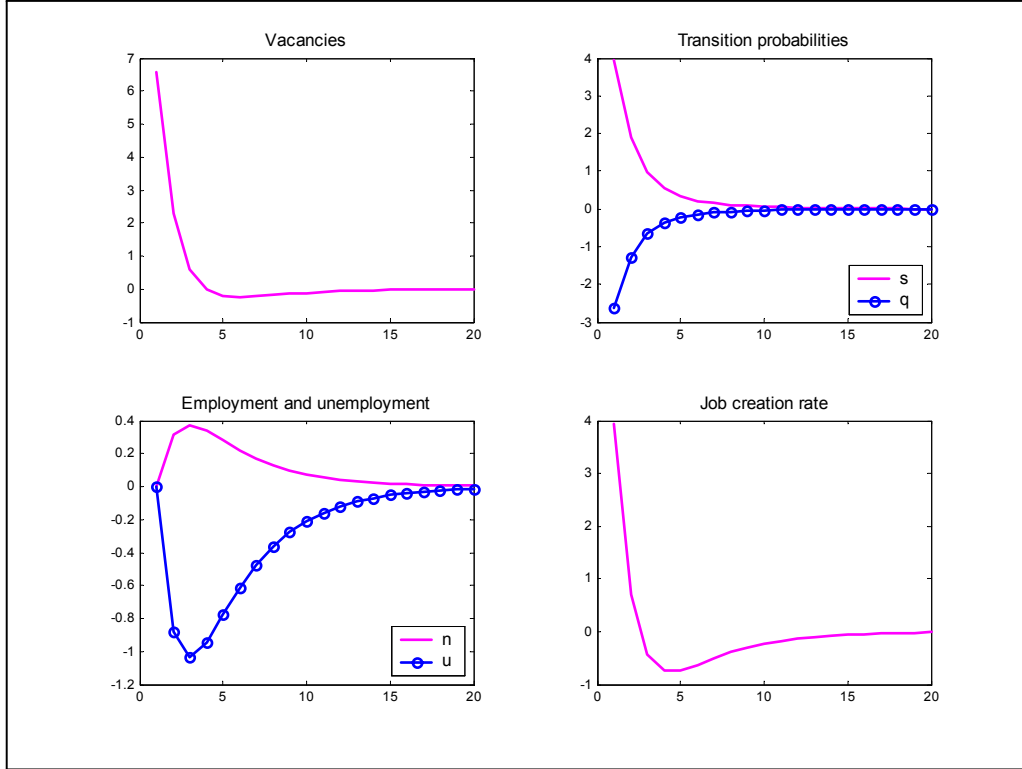 Vacancies
7
6
5
4
3
2
1
0
-1
0 5 10 15 20
Transition probabilities
4
3
2
1
0
-1
-2
-3
s
q
0 5 10 15 20
Employment and unemployment
0.4
0.2
0
-0.2
-0.4
-0.6
-0.8
-1
-1.2
n
u
0 5 10 15 20
Job creation rate
4
3
2
1
0
-1
0 5 10 15 20